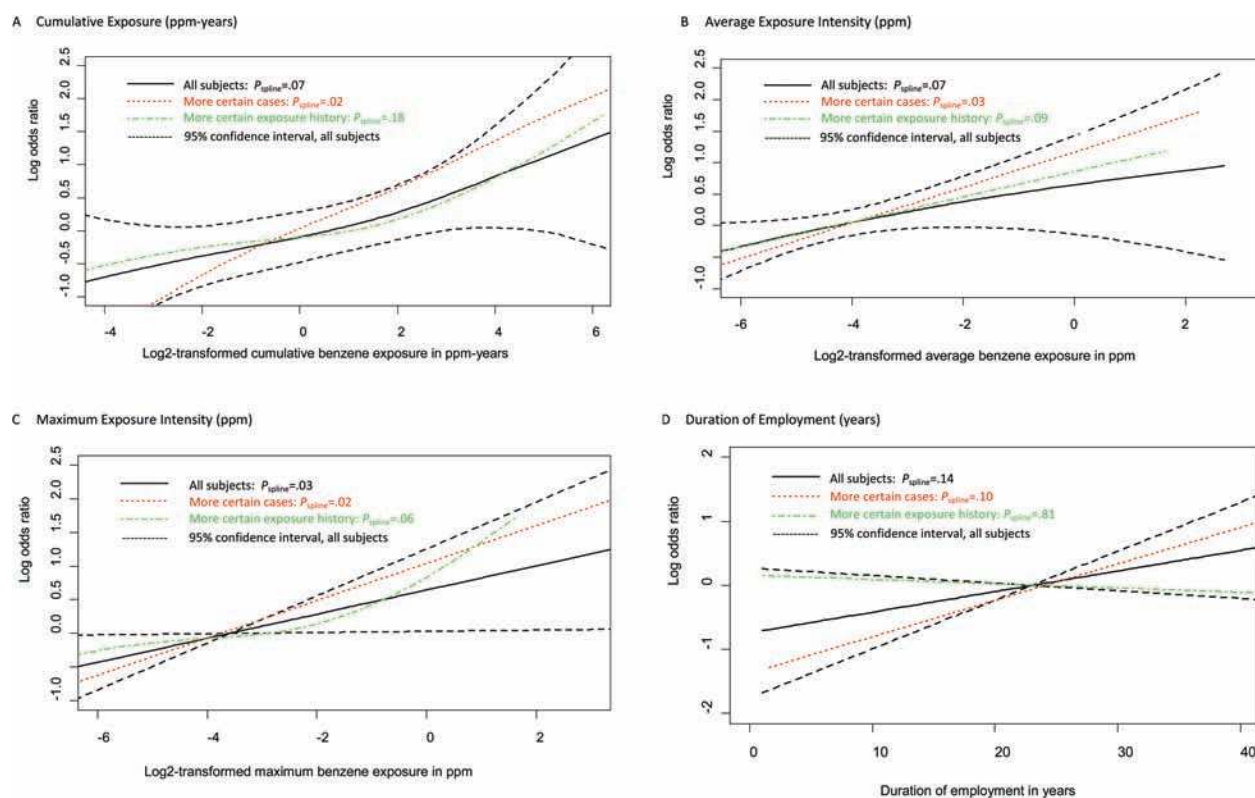 A Cumulative Exposure (ppm-years)
2.5
2.0
1.5
1.0
0.5
0.0
-0.5
-1.0
Log odds ratio
All subjects: Pspline=.07
More certain cases: Pspline=.02
More certain exposure history: Pspline=.18
95% confidence interval, all subjects
-4 -2 0 2 4 6
Log2-transformed cumulative benzene exposure in ppm-years
B Average Exposure Intensity (ppm)
2.5
2.0
1.5
1.0
0.5
0.0
-1.0
Log odds ratio
All subjects: Pspline=.07
More certain cases: Pspline=.03
More certain exposure history: Pspline=.09
95% confidence interval, all subjects
-6 -4 -2 0 2
Log2-transformed average benzene exposure in ppm
C Maximum Exposure Intensity (ppm)
2.5
2.0
1.5
1.0
0.5
0.0
-1.0
Log odds ratio
All subjects: Pspline=.03
More certain cases: Pspline=.02
More certain exposure history: Pspline=.06
95% confidence interval, all subjects
-6 -4 -2 0 2
Log2-transformed maximum benzene exposure in ppm
D Duration of Employment (years)
2
1
0
-1
-2
Log odds ratio
All subjects: Pspline=.14
More certain cases: Pspline=.10
More certain exposure history: Pspline=.81
95% confidence interval, all subjects
0 10 20 30 40
Duration of employment in years